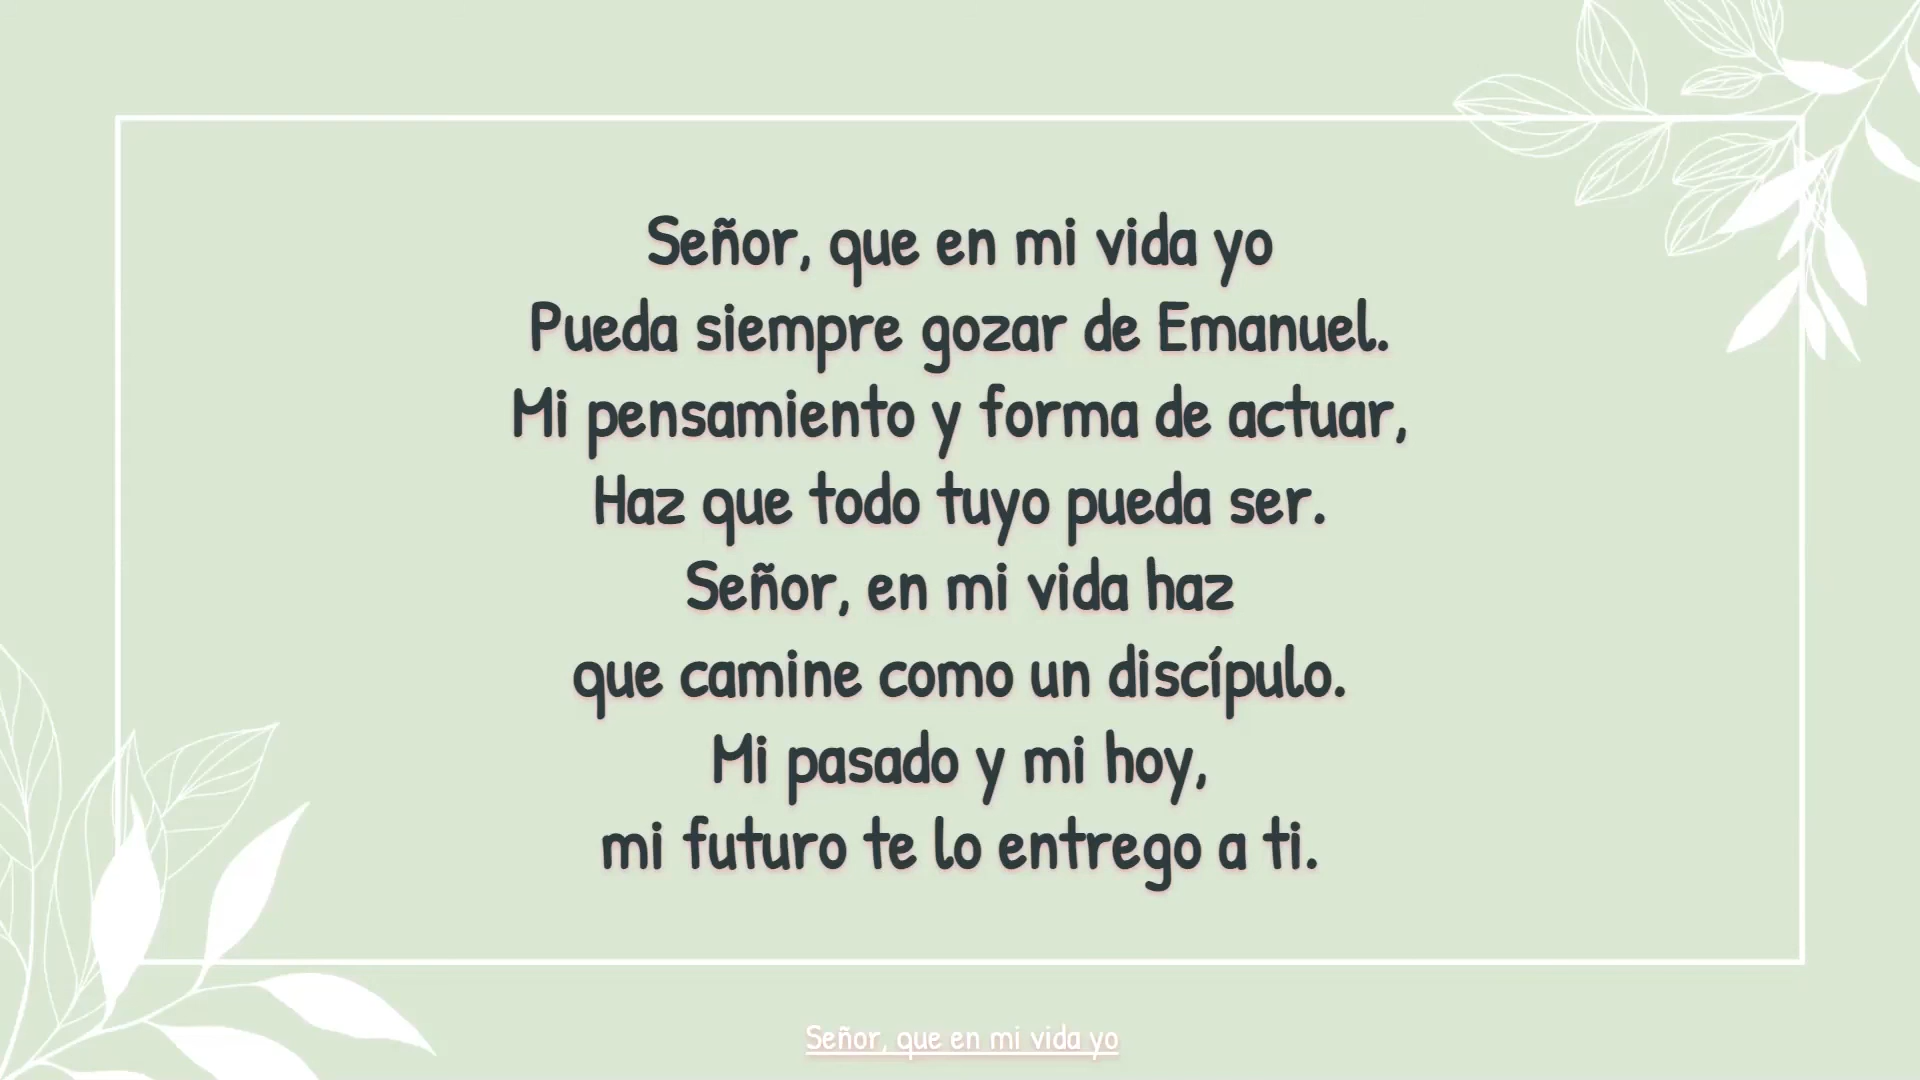 Señor, que en mi vida yo
Pueda siempre gozar de Emanuel.
Mi pensamiento y forma de actuar,
Haz que todo tuyo pueda ser.
Señor, en mi vida haz
que camine como un discípulo.
Mi pasado y mi hoy,
mi futuro te lo entrego a ti.
Señor, que en mi vida yo